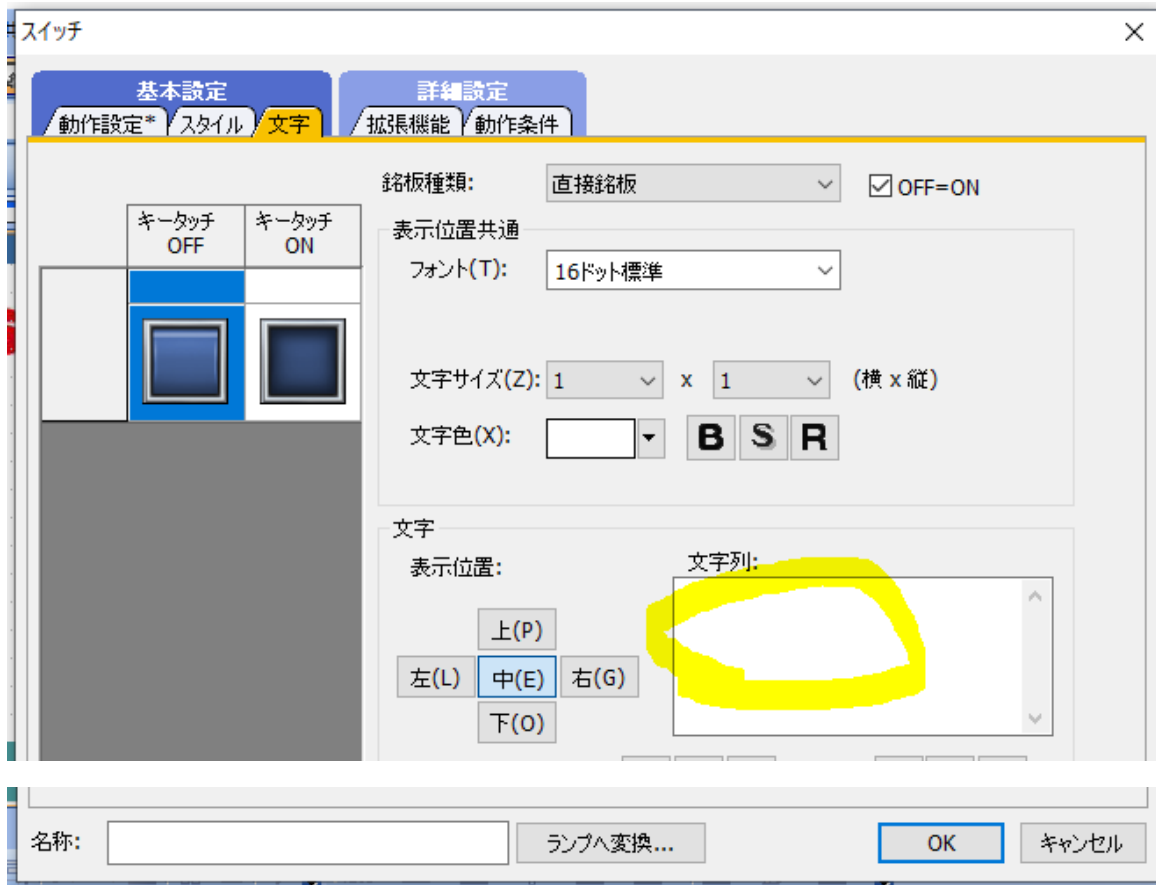 スイッチ
基本設定
詳細設定
動作設定* スタイル 文字 拡張機能 動作条件
銘板種類: 直接銘板 OFF=ON
キータッチ OFF
キータッチ ON
表示位置共通
フォント(T): 16ドット標準
文字サイズ(Z): 1 x 1 (横 x 縦)
文字色(X): B S R
文字
表示位置:
文字列:
上(P)
左(L) 中(E) 右(G)
下(O)
名称: ランプへ変換... OK キャンセル